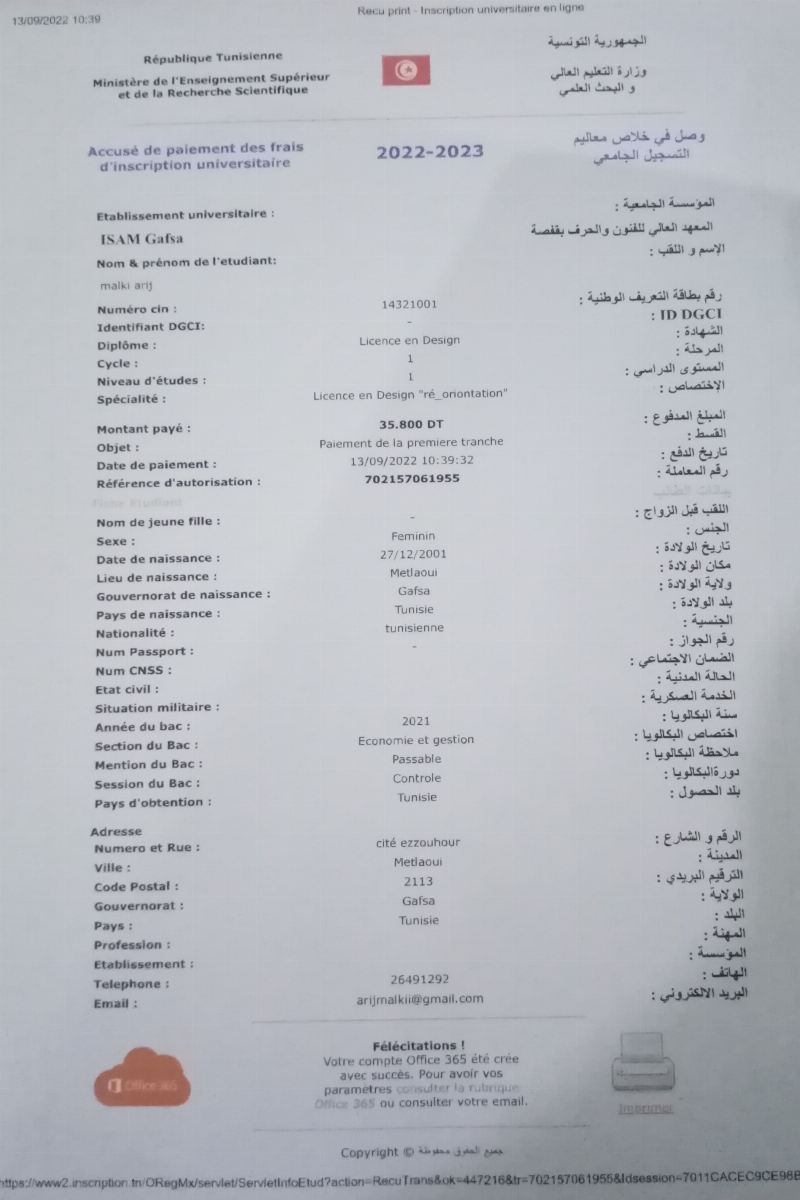 13/09/2022 10:39
Recu print - Inscription universitaire en ligne
République Tunisienne
الجمهورية التونسية
Ministère de l'Enseignement Supérieur
et de la Recherche Scientifique
وزارة التعليم العالي
و البحث العلمي
Accusé de paiement des frais
d'inscription universitaire
2022-2023
وصل في خلاص معاليم
التسجيل الجامعي
Etablissement universitaire :
المؤسسة الجامعية :
ISAM Gafsa
المعهد العالي للفنون والحرف بقفصة
Nom & prénom de l'etudiant:
الإسم و اللقب :
malki arij
Numéro cin : 14321001 رقم بطاقة التعريف الوطنية :
Identifiant DGCI: - ID DGCI :
Diplôme : Licence en Design الشهادة :
Cycle : 1 المرحلة :
Niveau d'études : 1 المستوى الدراسي :
Spécialité : Licence en Design "ré_oriontation" الإختصاص :
Montant payé : 35.800 DT المبلغ المدفوع :
Objet : Paiement de la premiere tranche القسط :
Date de paiement : 13/09/2022 10:39:32 تاريخ الدفع :
Référence d'autorisation : 702157061955 رقم المعاملة :
Fiche Etudiant بيانات الطالب
Nom de jeune fille : - اللقب قبل الزواج :
Sexe : Feminin الجنس :
Date de naissance : 27/12/2001 تاريخ الولادة :
Lieu de naissance : Metlaoui مكان الولادة :
Gouvernorat de naissance : Gafsa ولاية الولادة :
Pays de naissance : Tunisie بلد الولادة :
Nationalité : tunisienne الجنسية :
Num Passport : - رقم الجواز :
Num CNSS : الضمان الاجتماعي :
Etat civil : الحالة المدنية :
Situation militaire : الخدمة العسكرية :
Année du bac : 2021 سنة البكالويا :
Section du Bac : Economie et gestion اختصاص البكالويا :
Mention du Bac : Passable ملاحظة البكالويا :
Session du Bac : Controle دورةالبكالويا :
Pays d'obtention : Tunisie بلد الحصول :
Adresse
Numero et Rue : cité ezzouhour الرقم و الشارع :
Ville : Metlaoui المدينة :
Code Postal : 2113 الترقيم البريدي :
Gouvernorat : Gafsa الولاية :
Pays : Tunisie البلد :
Profession : المهنة :
Etablissement : المؤسسة :
Telephone : 26491292 الهاتف :
Email : arijmalkii@gmail.com البريد الالكتروني :
Office 365
Félécitations !
Votre compte Office 365 été crée
avec succès. Pour avoir vos
paramètres consulter la rubrique
Office 365 ou consulter votre email.
Imprimer
Copyright © جميع الحقوق محفوظة
https://www2.inscription.tn/ORegMx/servlet/ServletInfoEtud?action=RecuTrans&ok=447216&tr=702157061955&Idsession=7011CACEC9CE98B